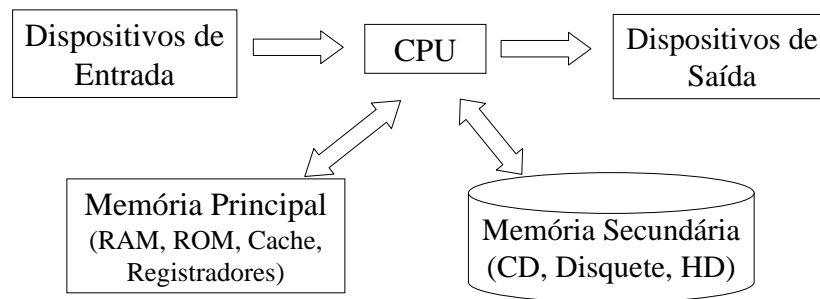 Dispositivos de
Entrada
CPU
Dispositivos de
Saída
Memória Principal
(RAM, ROM, Cache,
Registradores)
Memória Secundária
(CD, Disquete, HD)